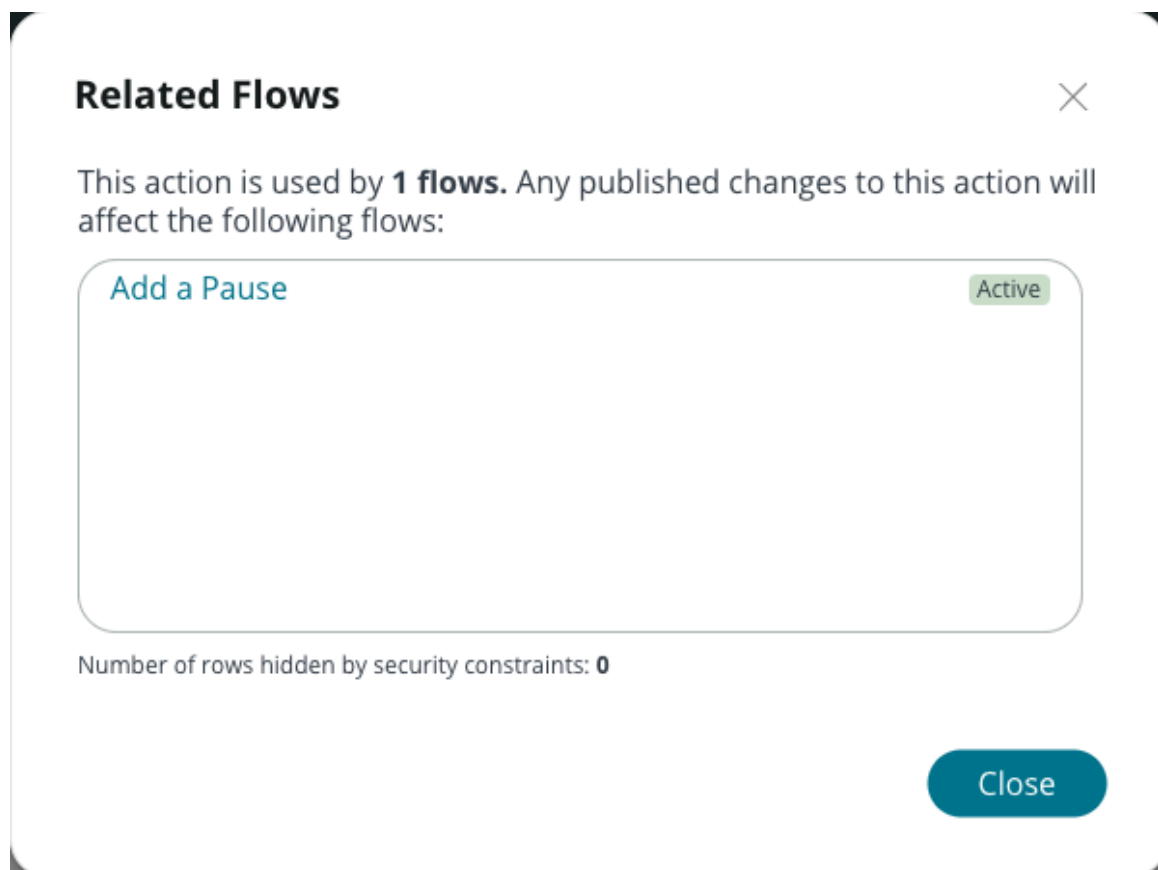 Related Flows
This action is used by 1 flows. Any published changes to this action will
affect the following flows:
Add a Pause Active
Number of rows hidden by security constraints: 0
Close